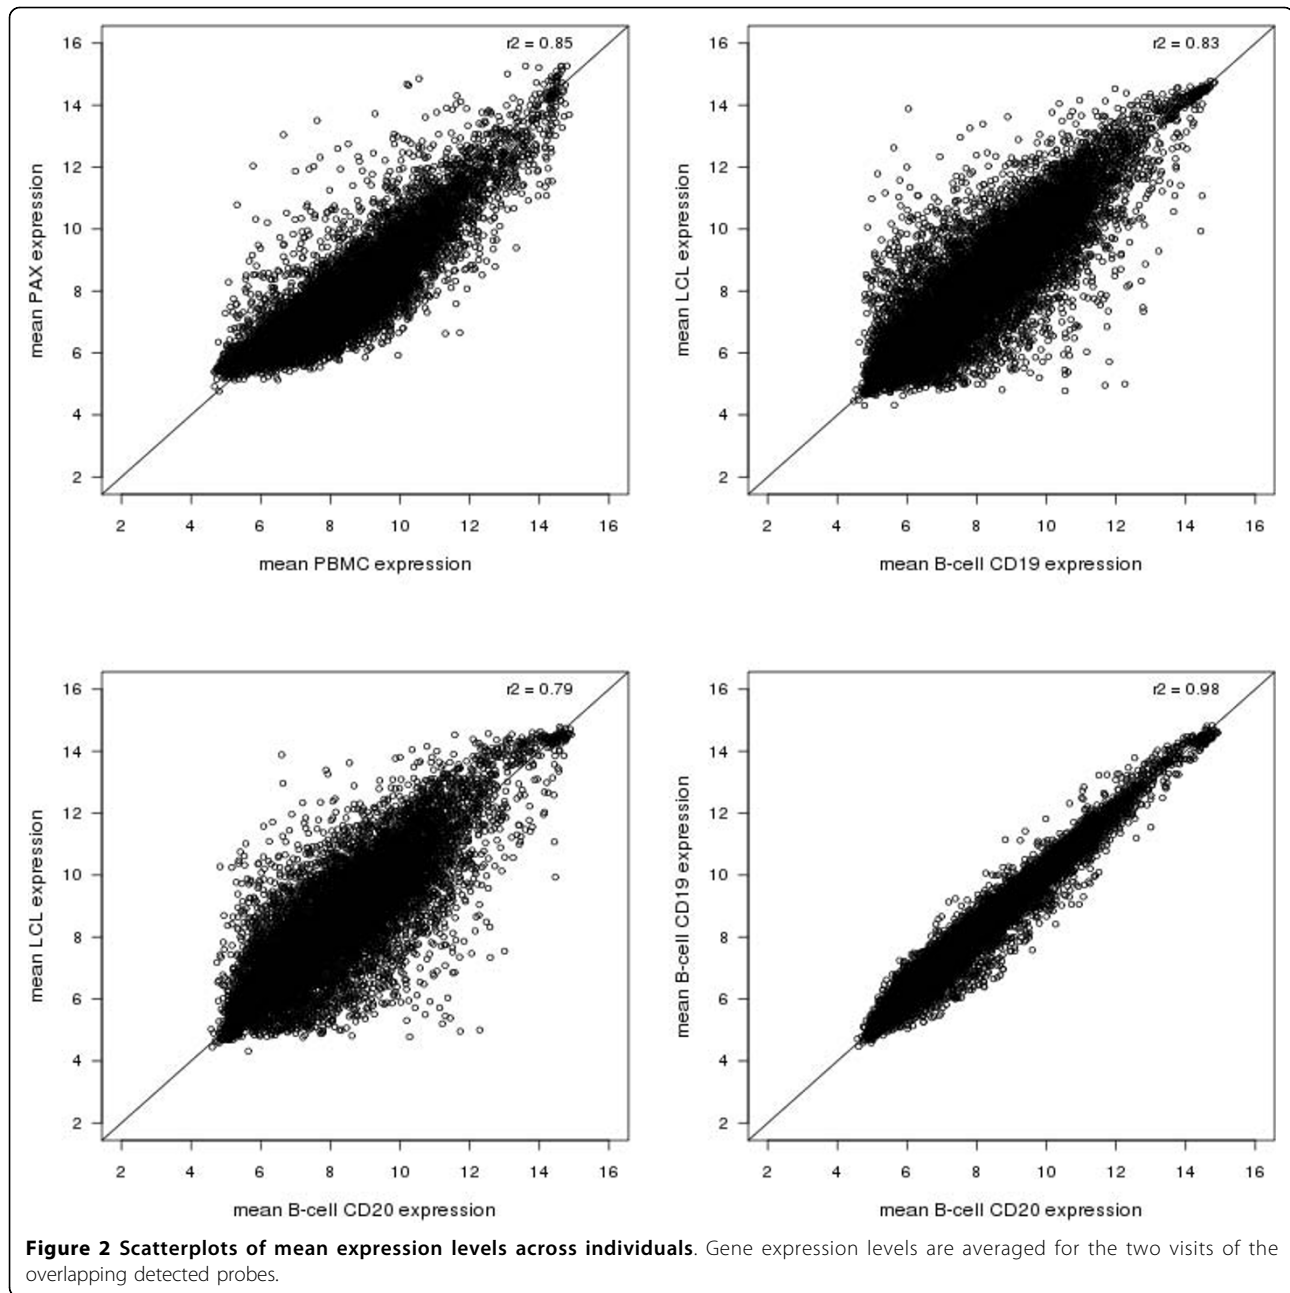 r2 = 0.85
16
14
12
10
8
6
4
2
mean PAX expression
2 4 6 8 10 12 14 16
mean PBMC expression
r2 = 0.83
16
14
12
10
8
6
4
2
mean LCL expression
2 4 6 8 10 12 14 16
mean B-cell CD19 expression
r2 = 0.79
16
14
12
10
8
6
4
2
mean LCL expression
2 4 6 8 10 12 14 16
mean B-cell CD20 expression
r2 = 0.98
16
14
12
10
8
6
4
2
mean B-cell CD19 expression
2 4 6 8 10 12 14 16
mean B-cell CD20 expression
Figure 2 Scatterplots of mean expression levels across individuals. Gene expression levels are averaged for the two visits of the
overlapping detected probes.